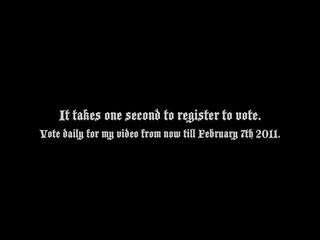 It takes one second to register to vote.
Vote daily for my video from now till February 7th 2011.